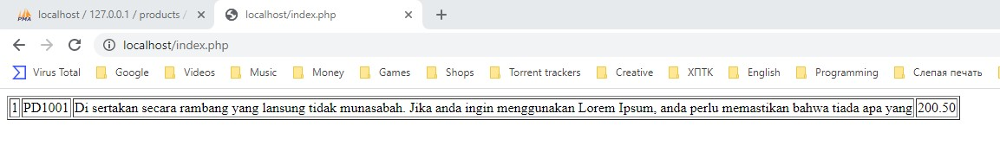 PMA localhost / 127.0.0.1 / products / localhost/index.php
localhost/index.php
Virus Total Google Videos Music Money Games Shops Torrent trackers Creative ХПТК English Programming Слепая печать
1 PD1001 Di sertakan secara rambang yang lansung tidak munasabah. Jika anda ingin menggunakan Lorem Ipsum, anda perlu memastikan bahwa tiada apa yang 200.50